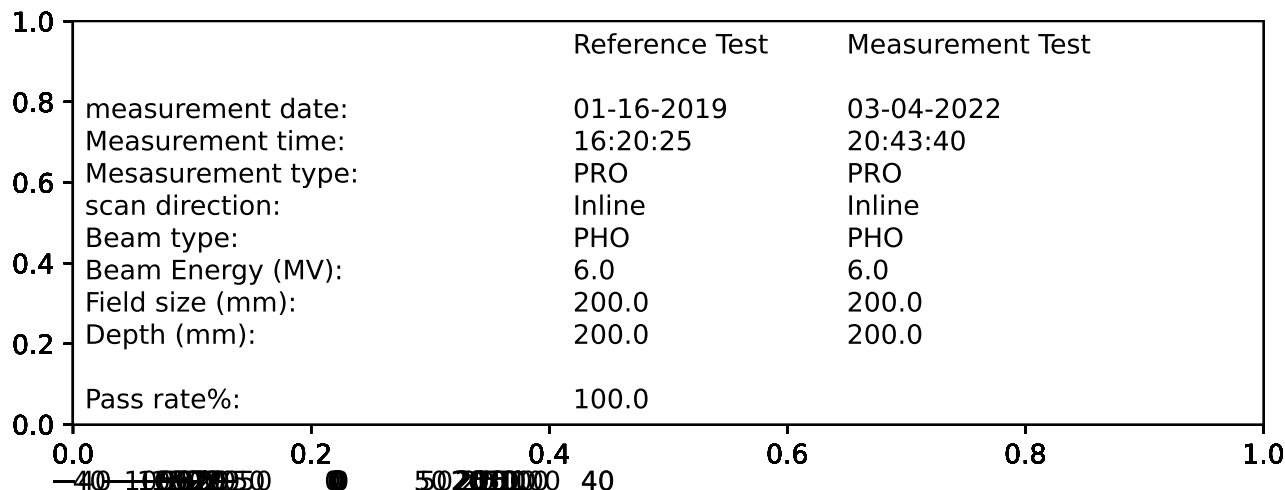 1.0
Reference Test Measurement Test
0.8
measurement date: 01-16-2019 03-04-2022
Measurement time: 16:20:25 20:43:40
Mesasurement type: PRO PRO
0.6
scan direction: Inline Inline
Beam type: PHO PHO
0.4
Beam Energy (MV): 6.0 6.0
Field size (mm): 200.0 200.0
Depth (mm): 200.0 200.0
0.2
Pass rate%: 100.0
0.0
0.0 0.2 0.4 0.6 0.8 1.0
40